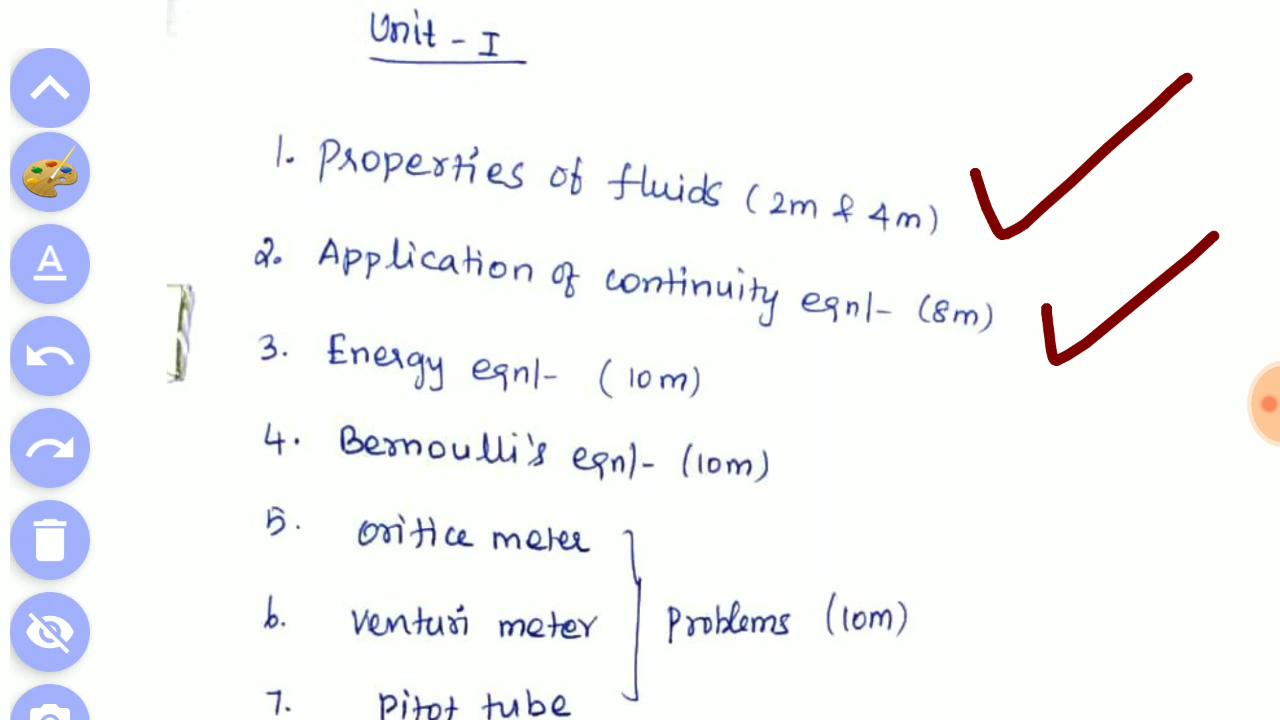 Unit - I
1. Properties of fluids (2m & 4m)
2. Application of continuity eqn/- (8m)
3. Energy eqn/- (10m)
4. Bernoulli's eqn/- (10m)
5. orifice meter
6. venturi meter Problems (10m)
7. Pitot tube
A